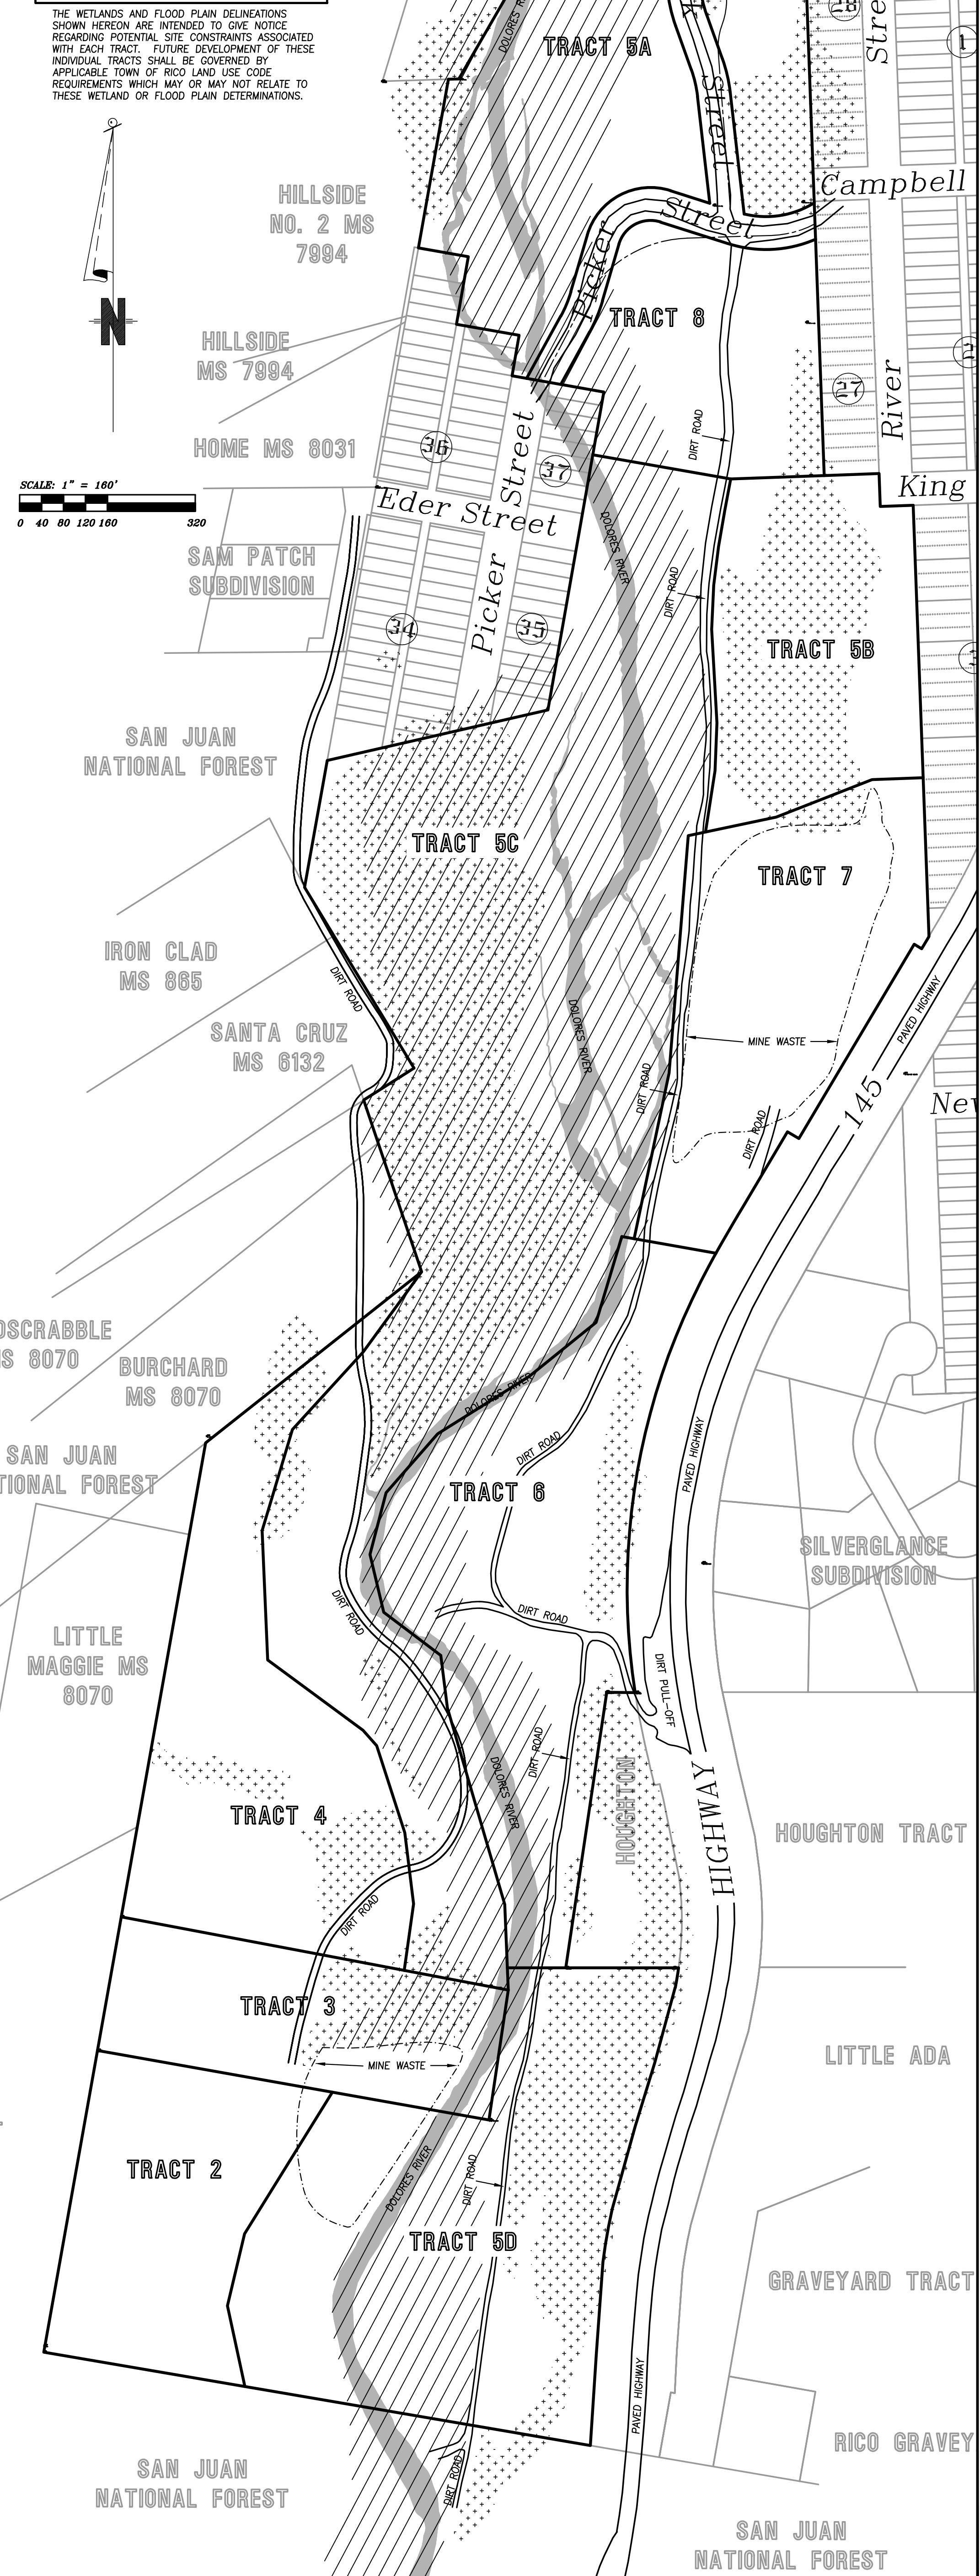 THE WETLANDS AND FLOOD PLAIN DELINEATIONS
SHOWN HEREON ARE INTENDED TO GIVE NOTICE
REGARDING POTENTIAL SITE CONSTRAINTS ASSOCIATED
WITH EACH TRACT. FUTURE DEVELOPMENT OF THESE
INDIVIDUAL TRACTS SHALL BE GOVERNED BY
APPLICABLE TOWN OF RICO LAND USE CODE
REQUIREMENTS WHICH MAY OR MAY NOT RELATE TO
THESE WETLAND OR FLOOD PLAIN DETERMINATIONS.
DOLORES R
TRACT 5A
Street
28
Stre
1
Campbell
Street
Picker
HILLSIDE
NO. 2 MS
7994
N
TRACT 8
HILLSIDE
MS 7994
27
River
DIRT ROAD
HOME MS 8031
36
Street
37
SCALE: 1" = 160'
0 40 80 120 160 320
King
Eder Street
DOLORES RIVER
SAM PATCH
SUBDIVISION
DIRT ROAD
Picker
34
35
TRACT 5B
SAN JUAN
NATIONAL FOREST
TRACT 5C
TRACT 7
IRON CLAD
MS 865
DIRT ROAD
PAVED HIGHWAY
SANTA CRUZ
MS 6132
DOLORES RIVER
MINE WASTE
DIRT ROAD
145
New
DIRT ROAD
OSCRABBLE
S 8070
BURCHARD
MS 8070
DOLORES RIVER
SAN JUAN
TIONAL FOREST
DIRT ROAD
PAVED HIGHWAY
TRACT 6
SILVERGLANCE
SUBDIVISION
DIRT ROAD
DIRT ROAD
LITTLE
MAGGIE MS
8070
DIRT PULL-OFF
DIRT ROAD
DOLORES RIVER
HOUGHTON
HIGHWAY
TRACT 4
HOUGHTON TRACT
DIRT ROAD
TRACT 3
LITTLE ADA
MINE WASTE
TRACT 2
DOLORES RIVER
DIRT ROAD
TRACT 5D
GRAVEYARD TRACT
PAVED HIGHWAY
RICO GRAVEY
SAN JUAN
NATIONAL FOREST
DIRT ROAD
SAN JUAN
NATIONAL FOREST